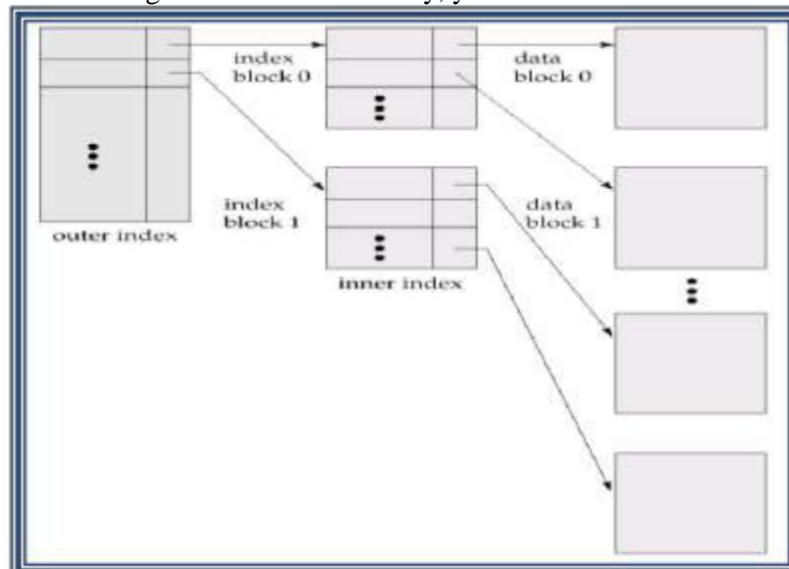 index
block 0
data
block 0
index
block 1
data
block 1
outer index
inner index